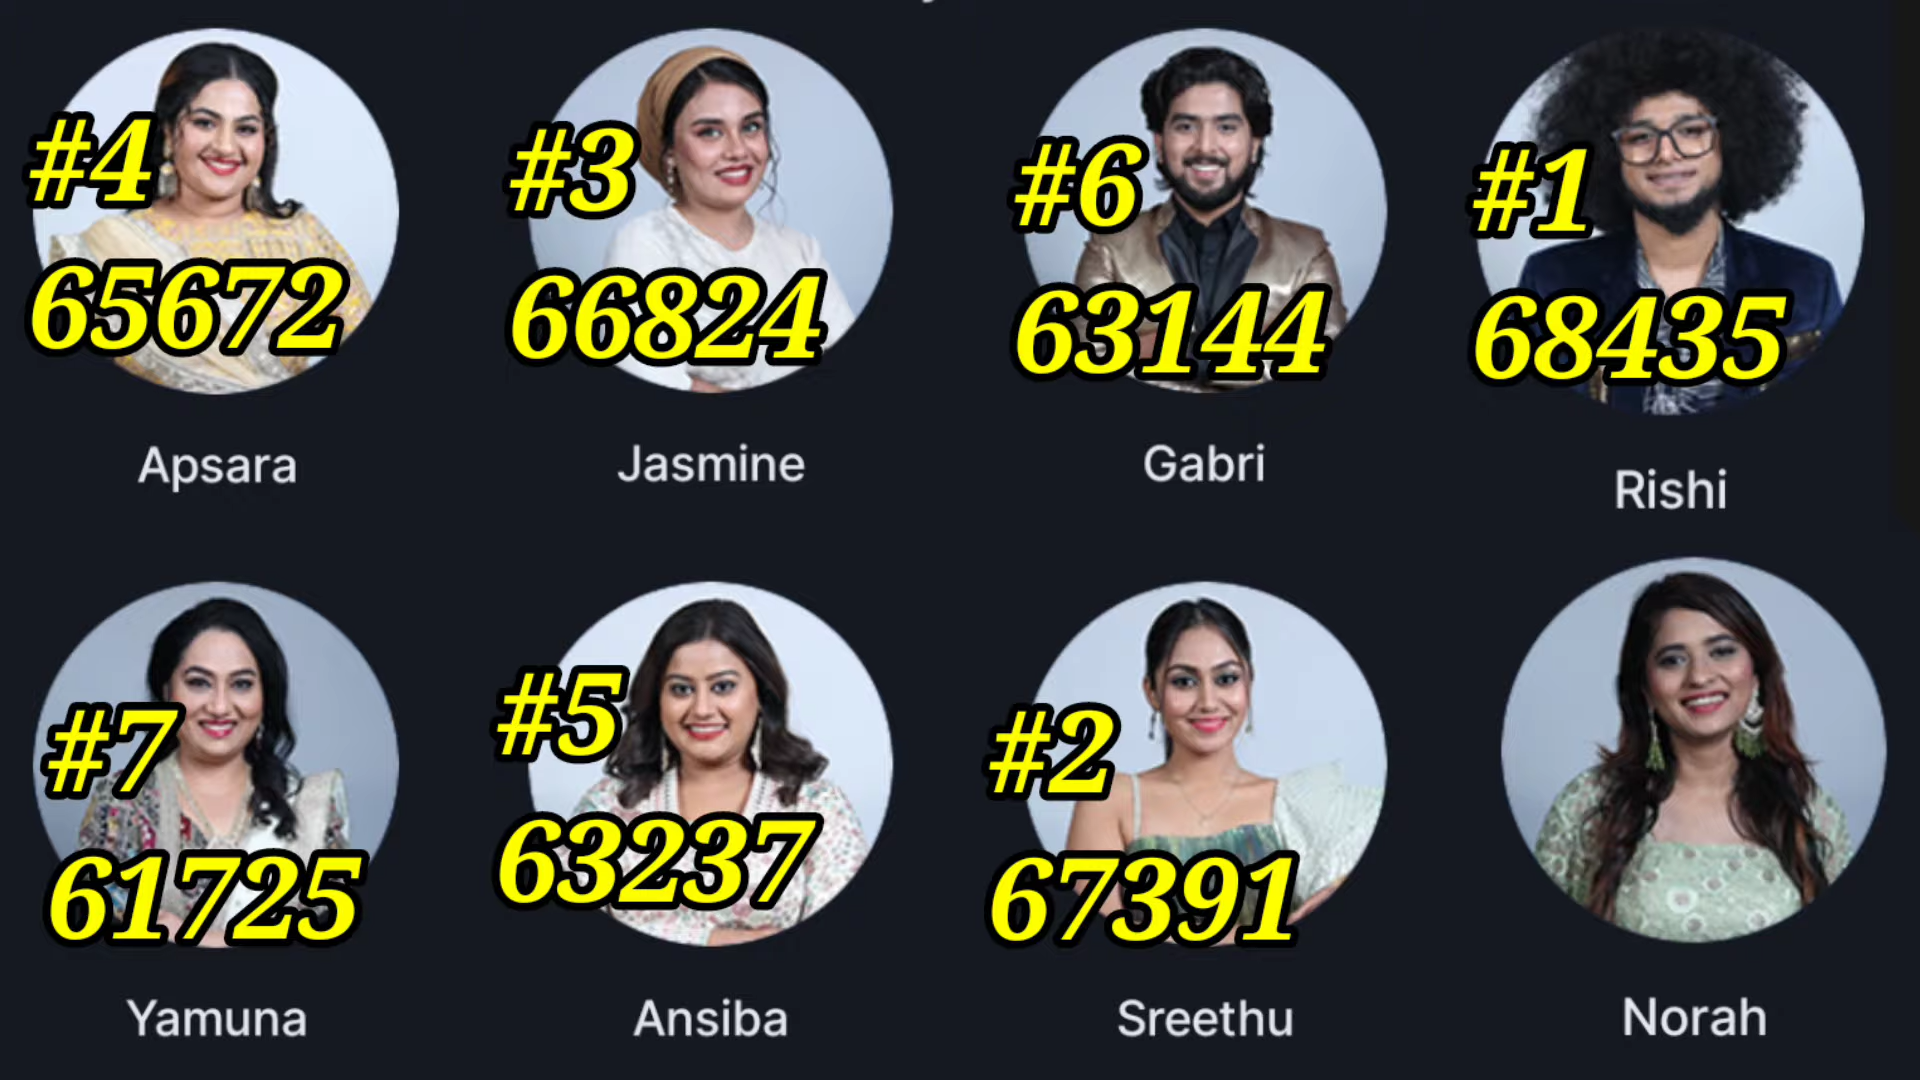 #4
65672
Apsara
#3
66824
Jasmine
#6
63144
Gabri
#1
68435
Rishi
#7
61725
Yamuna
#5
63237
Ansiba
#2
67391
Sreethu
Norah